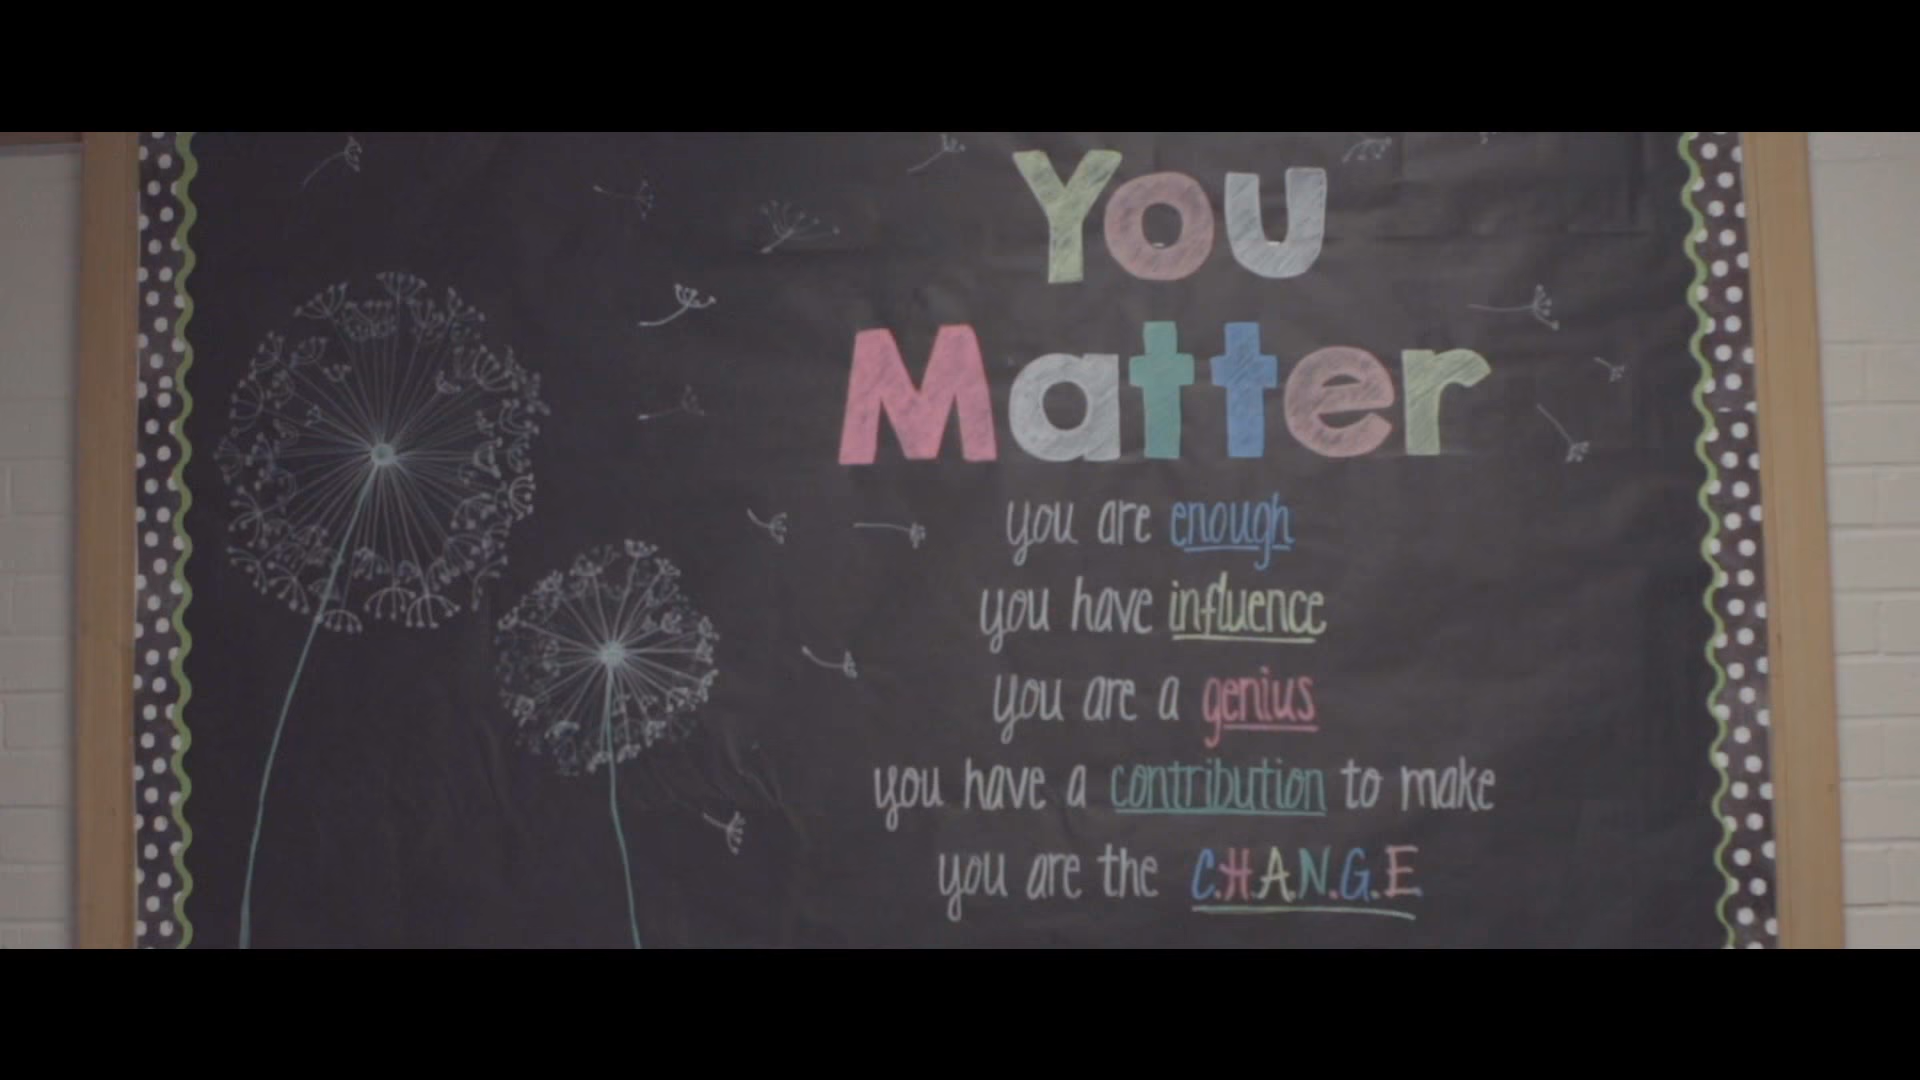 You
Matter
you are enough
you have influence
you are a genius
you have a contribution to make
you are the C.H.A.N.G.E